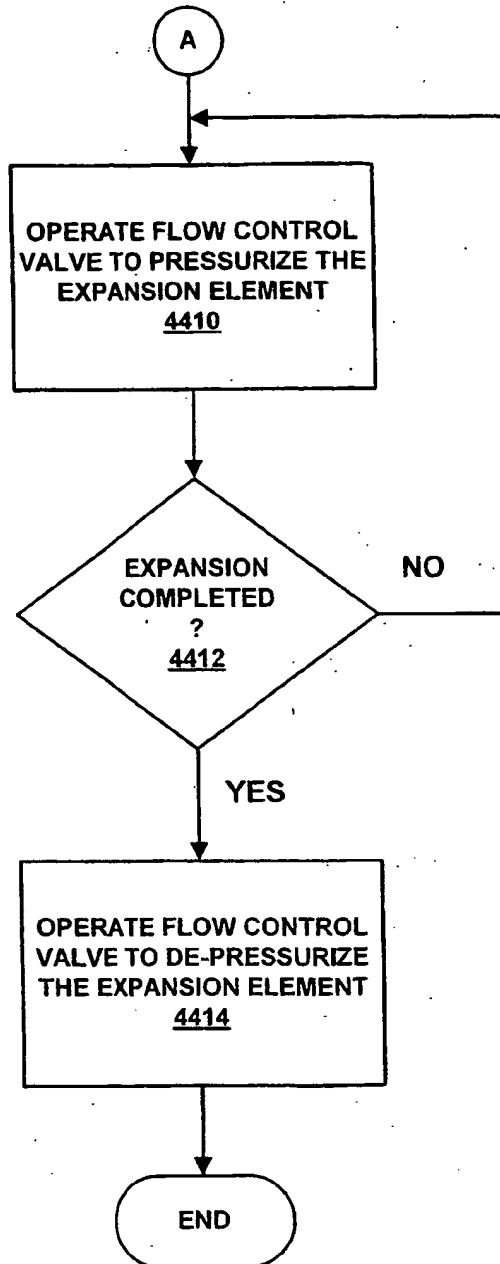 A
OPERATE FLOW CONTROL
VALVE TO PRESSURIZE THE
EXPANSION ELEMENT
4410
EXPANSION
COMPLETED
?
4412
NO
YES
OPERATE FLOW CONTROL
VALVE TO DE-PRESSURIZE
THE EXPANSION ELEMENT
4414
END